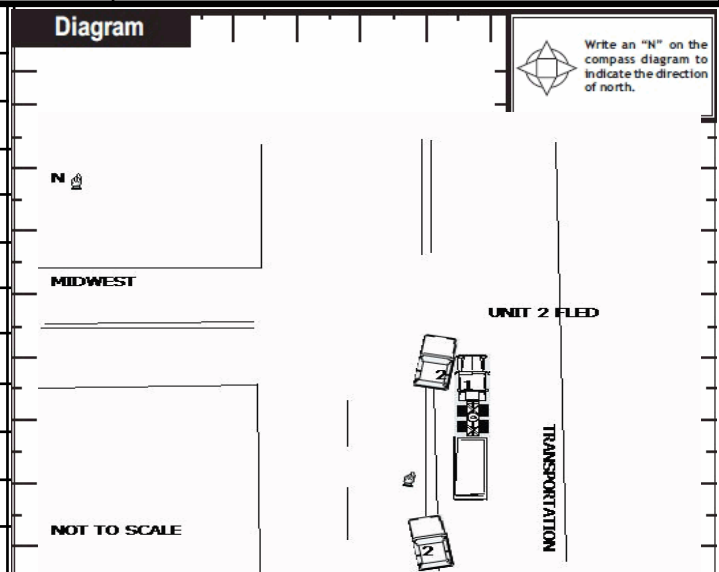 Diagram
Write an “N” on the
compass diagram to
indicate the direction
of north.
N
MIDWEST
UNIT 2 FLED
2
1
TRANSPORTATION
NOT TO SCALE
2